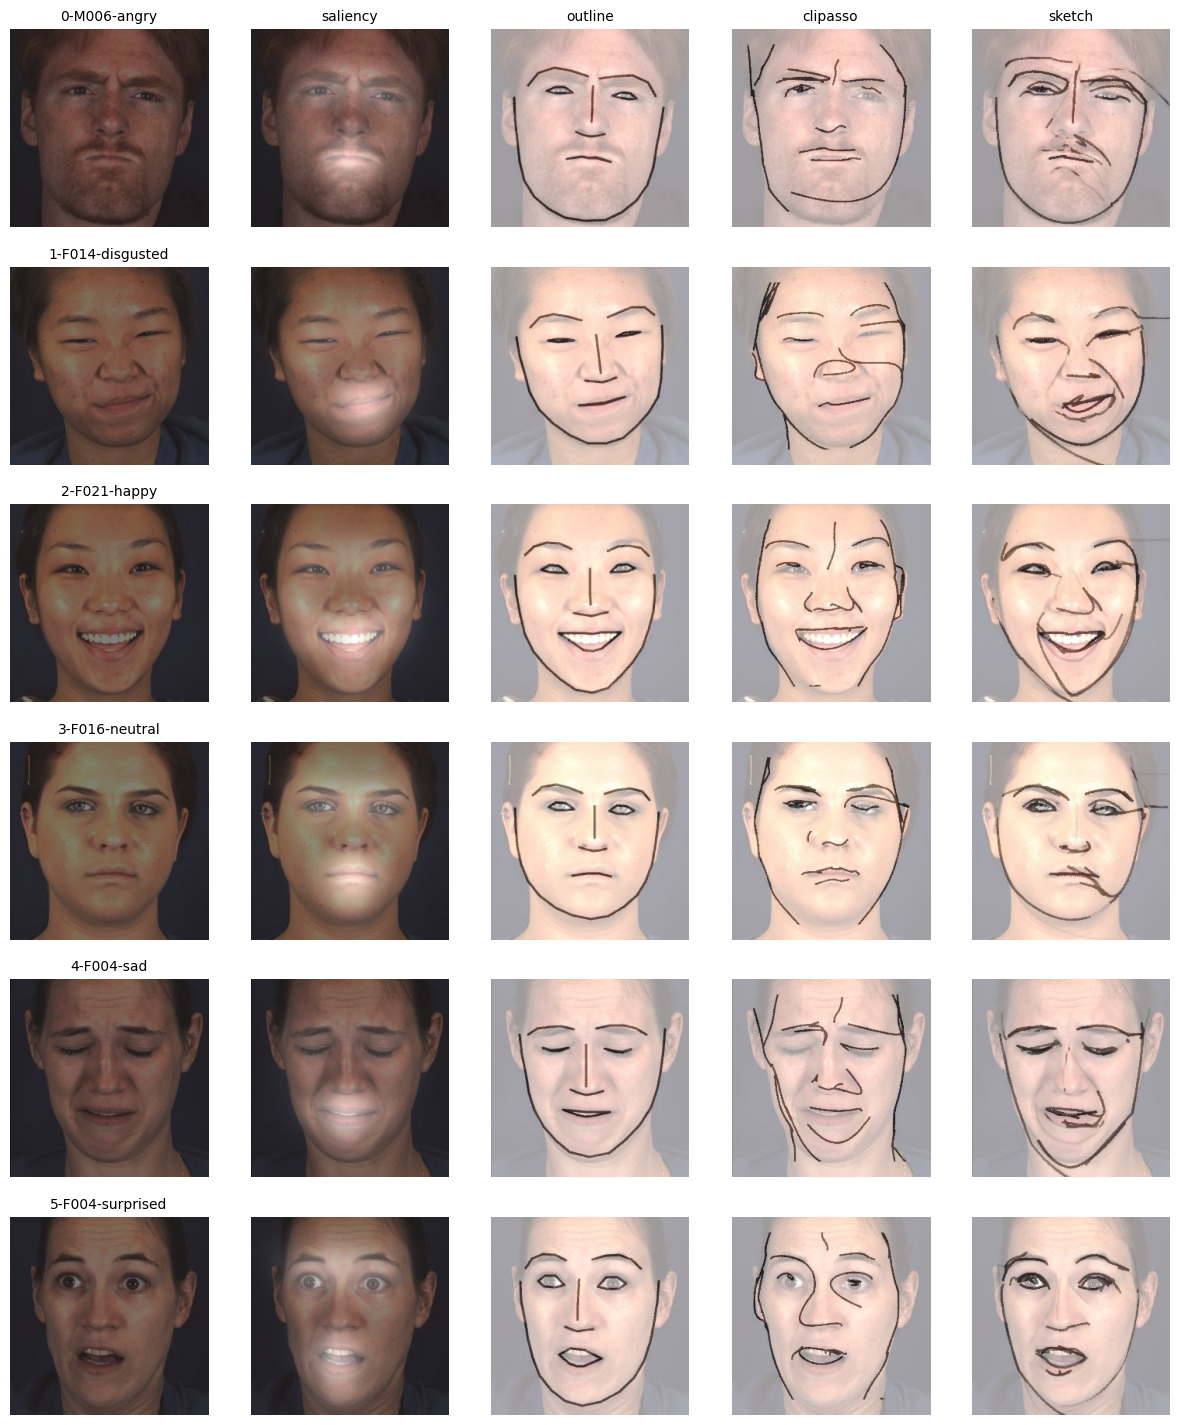 0-M006-angry saliency outline clipasso sketch
1-F014-disgusted
2-F021-happy
3-F016-neutral
4-F004-sad
5-F004-surprised